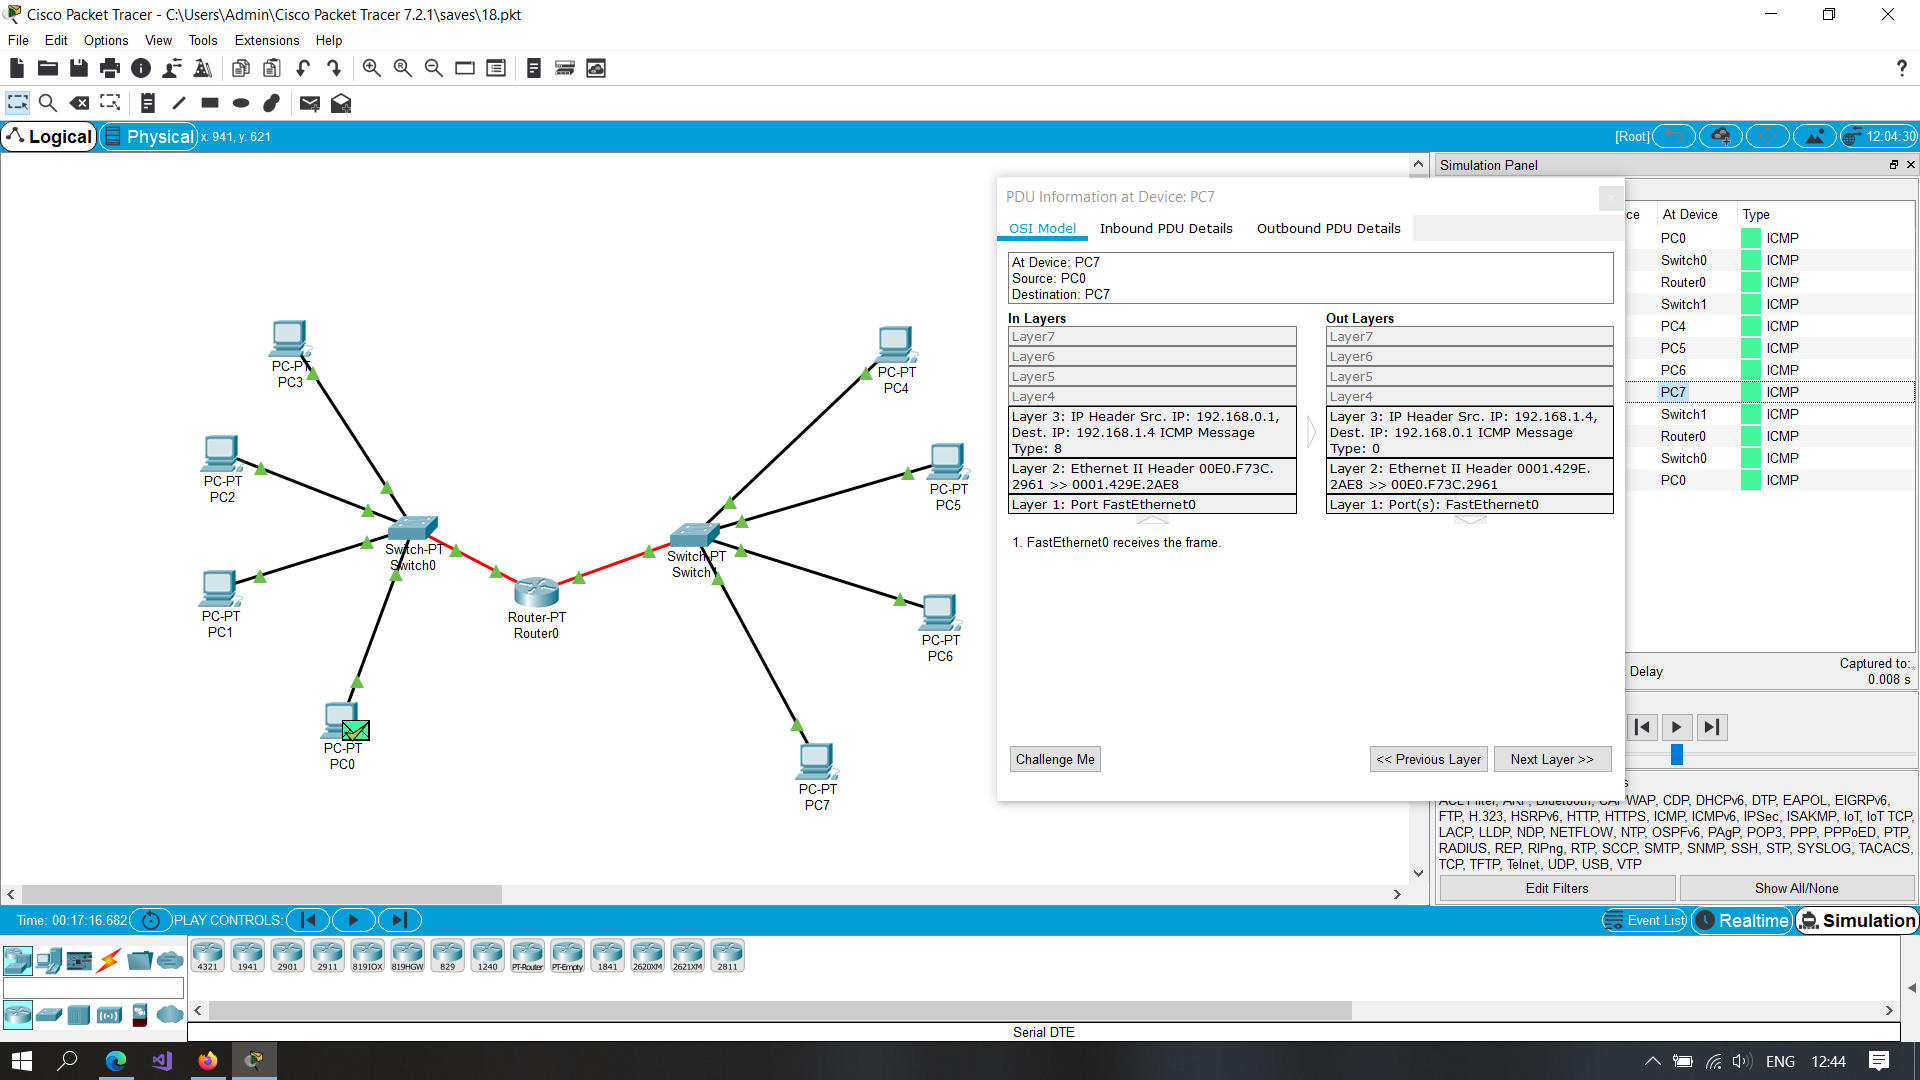 Cisco Packet Tracer - C:\Users\Admin\Cisco Packet Tracer 7.2.1\saves\18.pkt
File Edit Options View Tools Extensions Help
?
Logical Physical x: 941, y: 621
[Root] 12:04:30
Simulation Panel
PDU Information at Device: PC7
OSI Model Inbound PDU Details Outbound PDU Details
At Device: PC7
Source: PC0
Destination: PC7
In Layers
Layer7
Layer6
Layer5
Layer4
Layer 3: IP Header Src. IP: 192.168.0.1,
Dest. IP: 192.168.1.4 ICMP Message
Type: 8
Layer 2: Ethernet II Header 00E0.F73C.
2961 >> 0001.429E.2AE8
Layer 1: Port FastEthernet0
Out Layers
Layer7
Layer6
Layer5
Layer4
Layer 3: IP Header Src. IP: 192.168.1.4,
Dest. IP: 192.168.0.1 ICMP Message
Type: 0
Layer 2: Ethernet II Header 0001.429E.
2AE8 >> 00E0.F73C.2961
Layer 1: Port(s): FastEthernet0
1. FastEthernet0 receives the frame.
Challenge Me
<< Previous Layer
Next Layer >>
ce At Device Type
PC0 ICMP
Switch0 ICMP
Router0 ICMP
Switch1 ICMP
PC4 ICMP
PC5 ICMP
PC6 ICMP
PC7 ICMP
Switch1 ICMP
Router0 ICMP
Switch0 ICMP
PC0 ICMP
Delay
Captured to:
0.008 s
s
ACL Filter, ARP, Bluetooth, CAPWAP, CDP, DHCPv6, DTP, EAPOL, EIGRPv6,
FTP, H.323, HSRPv6, HTTP, HTTPS, ICMP, ICMPv6, IPSec, ISAKMP, IoT, IoT TCP,
LACP, LLDP, NDP, NETFLOW, NTP, OSPFv6, PAgP, POP3, PPP, PPPoED, PTP,
RADIUS, REP, RIPng, RTP, SCCP, SMTP, SNMP, SSH, STP, SYSLOG, TACACS,
TCP, TFTP, Telnet, UDP, USB, VTP
Edit Filters
Show All/None
PC-PT
PC3
PC-PT
PC4
PC-PT
PC2
PC-PT
PC5
Switch-PT
Switch0
Switch-PT
PC-PT
PC1
Router-PT
Router0
PC-PT
PC6
PC-PT
PC0
PC-PT
PC7
Time: 00:17:16.682 PLAY CONTROLS:
Event List Realtime Simulation
4321 1941 2901 2911 819IOX 819HGW 829 1240 PT-Router PT-Empty 1841 2620XM 2621XM 2811
Serial DTE
ENG 12:44